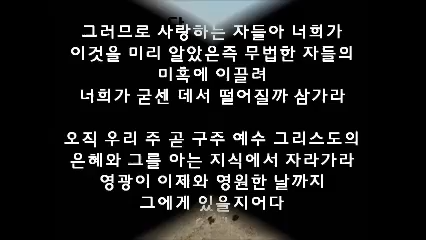 그러므로 사랑하는 자들아 너희가
이것을 미리 알았은즉 무법한 자들의
미혹에 이끌려
너희가 굳센 데서 떨어질까 삼가라
오직 우리 주 곧 구주 예수 그리스도의
은혜와 그를 아는 지식에서 자라가라
영광이 이제와 영원한 날까지
그에게 있을지어다